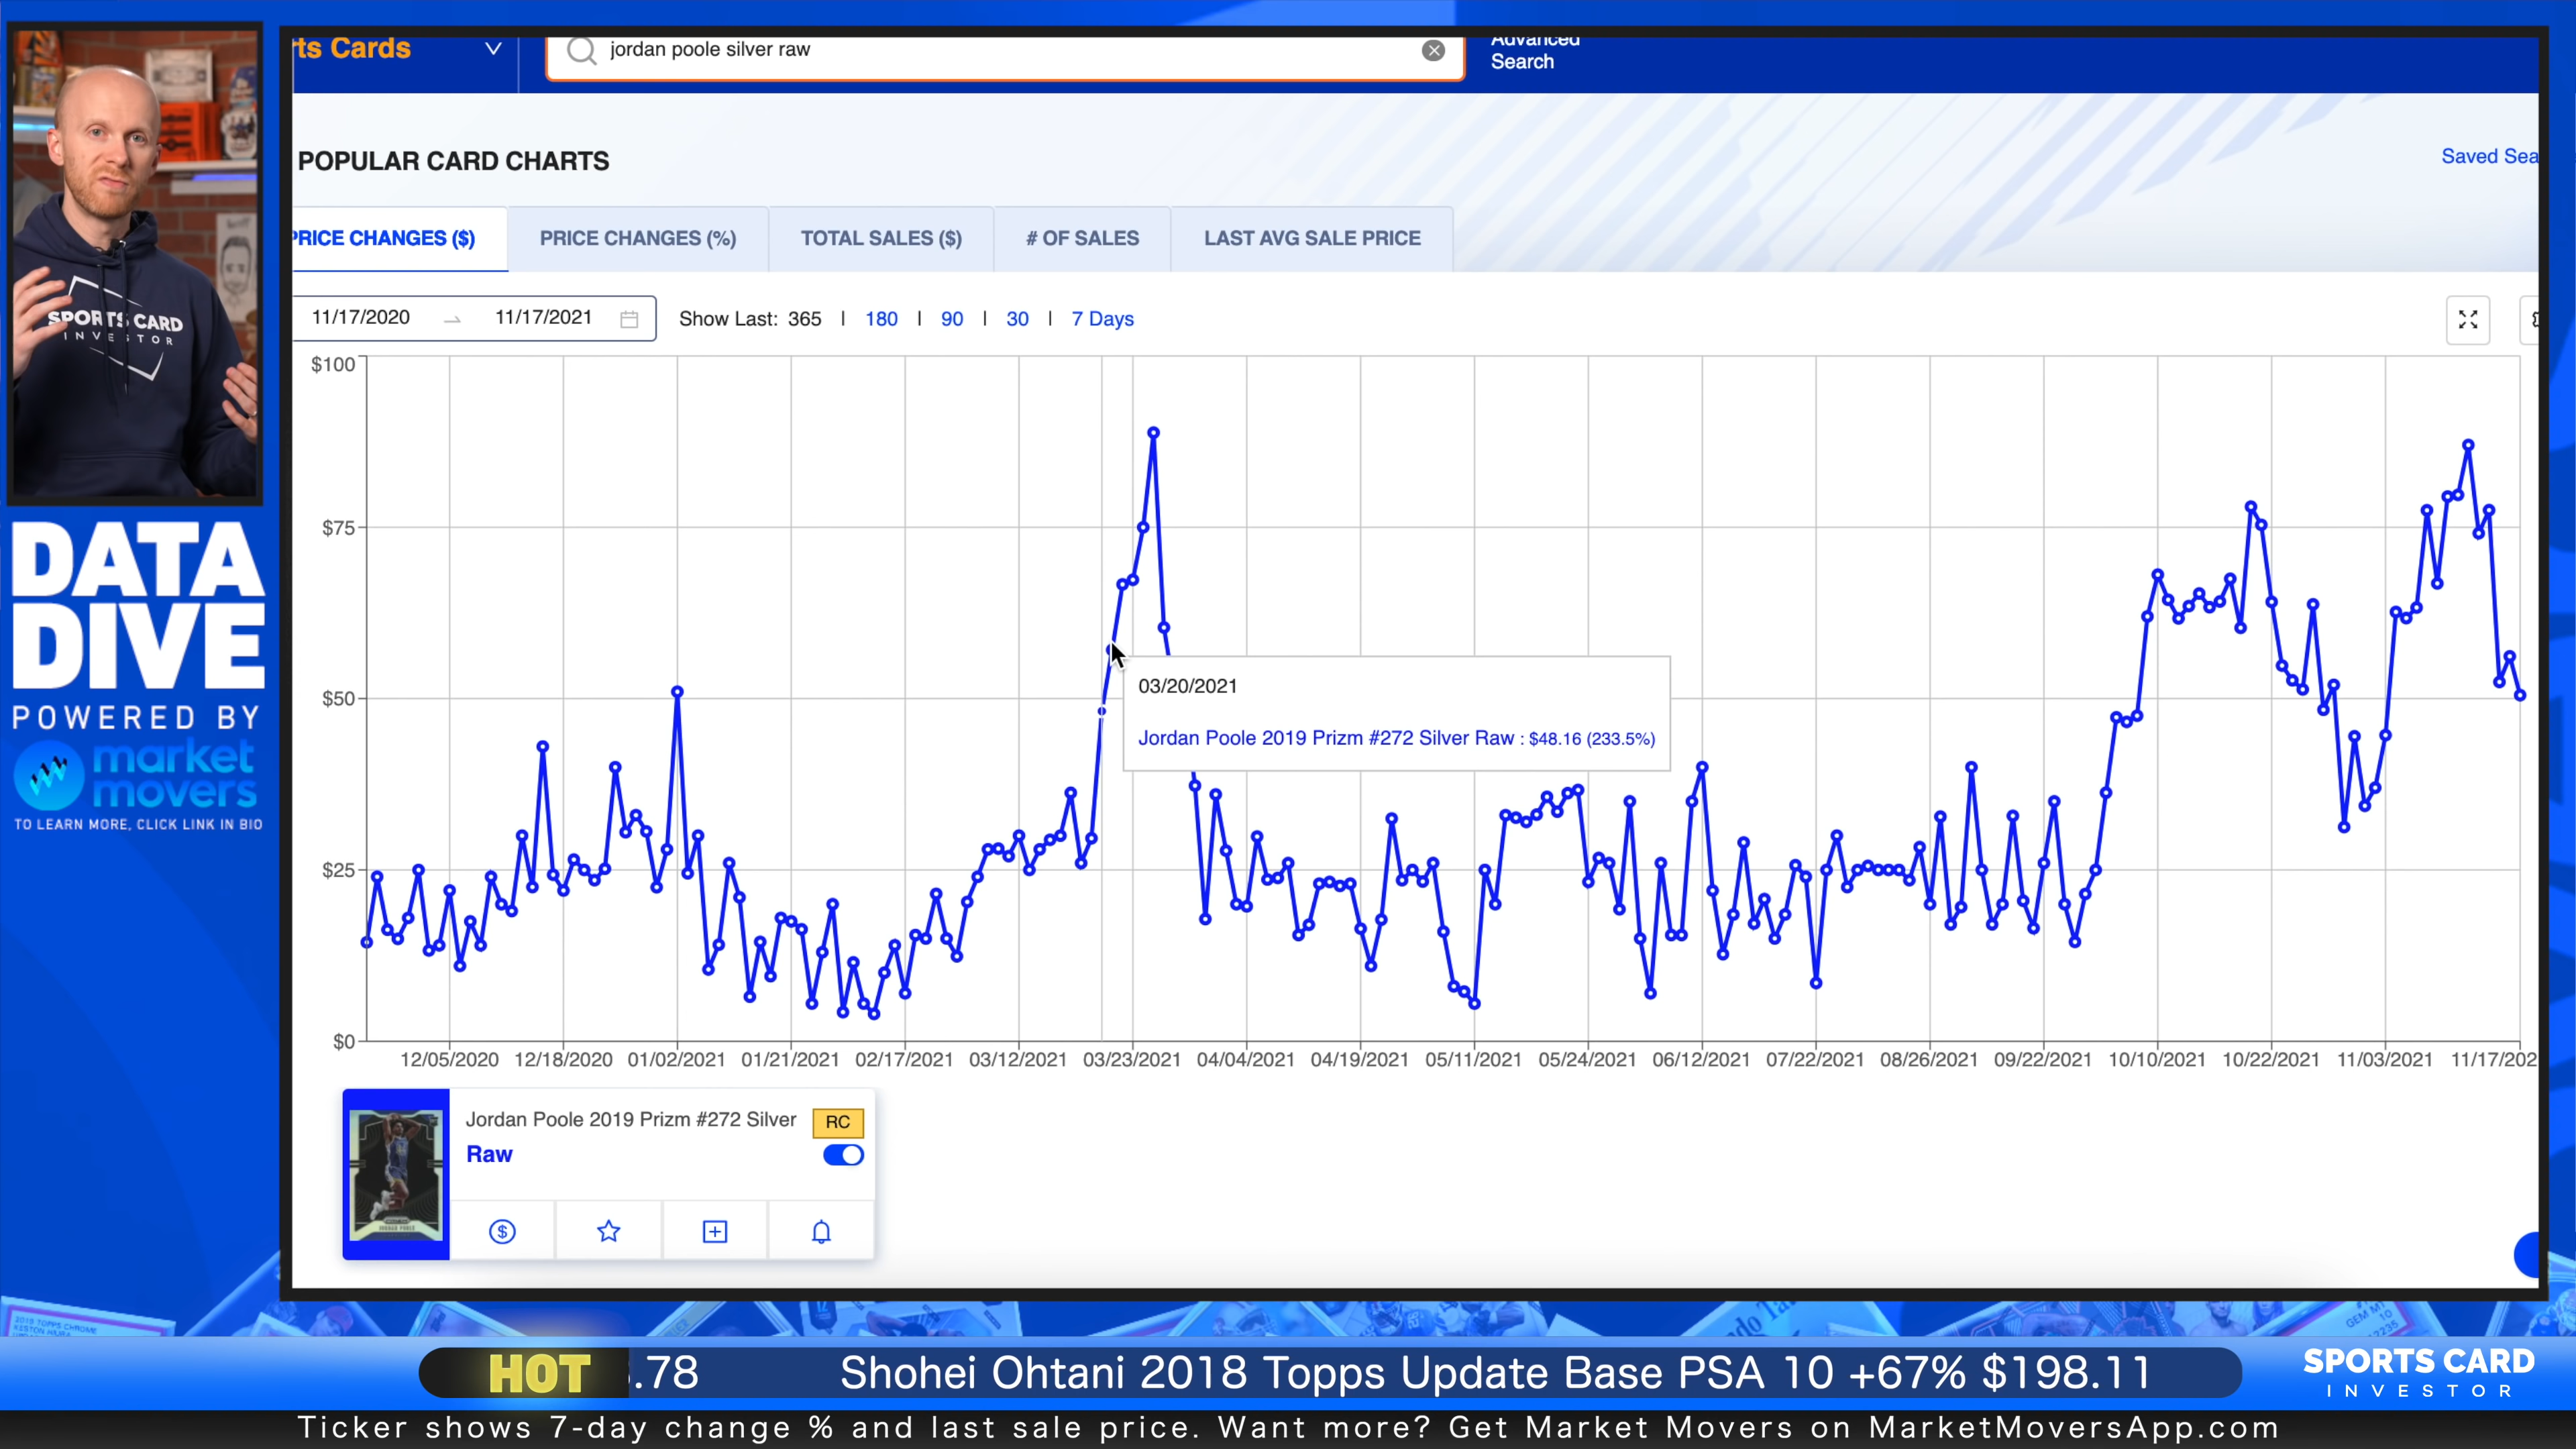 rts Cards
jordan poole silver raw
Advanced
Search
POPULAR CARD CHARTS
Saved Sea
PRICE CHANGES ($)
PRICE CHANGES (%)
TOTAL SALES ($)
# OF SALES
LAST AVG SALE PRICE
11/17/2020
11/17/2021
Show Last: 365 | 180 | 90 | 30 | 7 Days
$100
$75
$50
$25
$0
03/20/2021
Jordan Poole 2019 Prizm #272 Silver Raw : $48.16 (233.5%)
12/05/2020 12/18/2020 01/02/2021 01/21/2021 02/17/2021 03/12/2021 03/23/2021 04/04/2021 04/19/2021 05/11/2021 05/24/2021 06/12/2021 07/22/2021 08/26/2021 09/22/2021 10/10/2021 10/22/2021 11/03/2021 11/17/202
Jordan Poole 2019 Prizm #272 Silver
RC
Raw
SPORTS CARD
INVESTOR
DATA
DIVE
POWERED BY
market
movers
TO LEARN MORE, CLICK LINK IN BIO
2018 TOPPS CHROME
GEM MT
HOT .78 Shohei Ohtani 2018 Topps Update Base PSA 10 +67% $198.11
SPORTS CARD
INVESTOR
Ticker shows 7-day change % and last sale price. Want more? Get Market Movers on MarketMoversApp.com